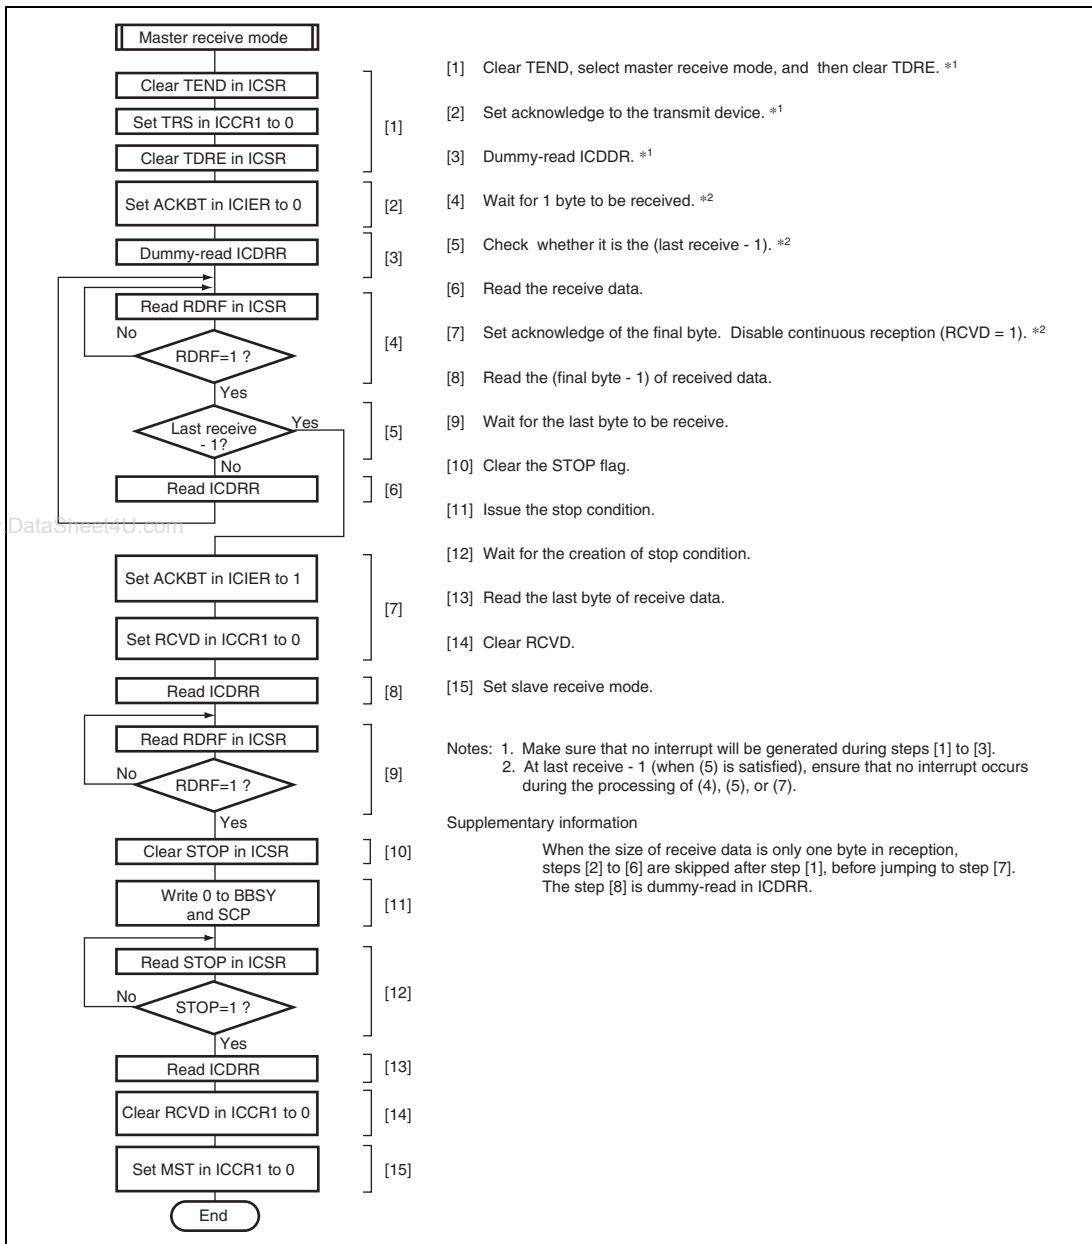 Master receive mode
Clear TEND in ICSR
Set TRS in ICCR1 to 0
Clear TDRE in ICSR
[1]
Set ACKBT in ICIER to 0
[2]
Dummy-read ICDRR
[3]
Read RDRF in ICSR
No
RDRF=1 ?
[4]
Yes
Last receive
- 1?
Yes
[5]
No
Read ICDRR
[6]
DataSheet4U.com
Set ACKBT in ICIER to 1
[7]
Set RCVD in ICCR1 to 0
Read ICDRR
[8]
Read RDRF in ICSR
No
RDRF=1 ?
[9]
Yes
Clear STOP in ICSR
[10]
Write 0 to BBSY
and SCP
[11]
Read STOP in ICSR
No
STOP=1 ?
[12]
Yes
Read ICDRR
[13]
Clear RCVD in ICCR1 to 0
[14]
Set MST in ICCR1 to 0
[15]
End
[1] Clear TEND, select master receive mode, and then clear TDRE. *1
[2] Set acknowledge to the transmit device. *1
[3] Dummy-read ICDDR. *1
[4] Wait for 1 byte to be received. *2
[5] Check whether it is the (last receive - 1). *2
[6] Read the receive data.
[7] Set acknowledge of the final byte. Disable continuous reception (RCVD = 1). *2
[8] Read the (final byte - 1) of received data.
[9] Wait for the last byte to be receive.
[10] Clear the STOP flag.
[11] Issue the stop condition.
[12] Wait for the creation of stop condition.
[13] Read the last byte of receive data.
[14] Clear RCVD.
[15] Set slave receive mode.
Notes: 1. Make sure that no interrupt will be generated during steps [1] to [3].
2. At last receive - 1 (when (5) is satisfied), ensure that no interrupt occurs
during the processing of (4), (5), or (7).
Supplementary information
When the size of receive data is only one byte in reception,
steps [2] to [6] are skipped after step [1], before jumping to step [7].
The step [8] is dummy-read in ICDRR.